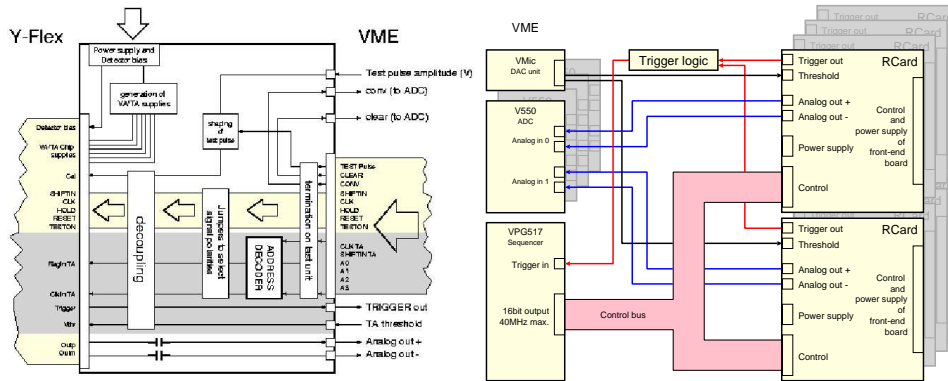 Y-Flex
VME
Power supply and
Detector bias
generation of
VA/TA supplies
Detector bias
VA/TA Chip
supplies
Cal
shaping
of
test pulse
SHIFTIN
CLK
HOLD
RESET
TESTON
RegInTA
ClkInTA
Trigger
Vthr
Outp
Outm
decoupling
Jumpers to select
signal polarities
ADDRESS
DECODER
termination on last unit
Test pulse amplitude (V)
conv (to ADC)
clear (to ADC)
TEST Pulse
CLEAR
CONV
SHIFTIN
CLK
HOLD
RESET
TESTON
CLK TA
SHIFTIN TA
A0
A1
A2
A3
TRIGGER out
TA threshold
Analog out +
Analog out -
VME
VMic
DAC unit
V550
V550
ADC
Analog in 0
Analog in 1
VPG517
Sequencer
Trigger in
16bit output
40MHz max.
Trigger logic
Control bus
Trigger out
RCard
Threshold
Analog out +
Analog out -
Power supply
Control
Control
and
power supply
of
front-end
board
Trigger out
RCard
Threshold
Analog out +
Analog out -
Power supply
Control
Control
and
power supply
of
front-end
board
Trigger out
RCard
Trigger out
RCard